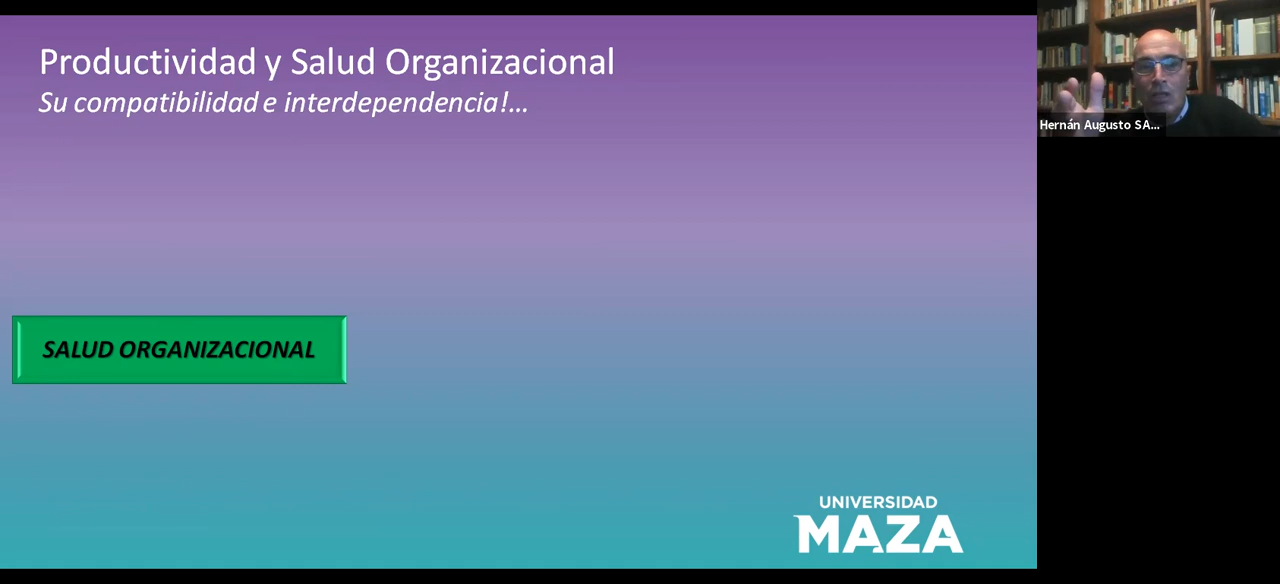 Productividad y Salud Organizacional
Su compatibilidad e interdependencia!...
Hernán Augusto SA...
SALUD ORGANIZACIONAL
UNIVERSIDAD
MAZA